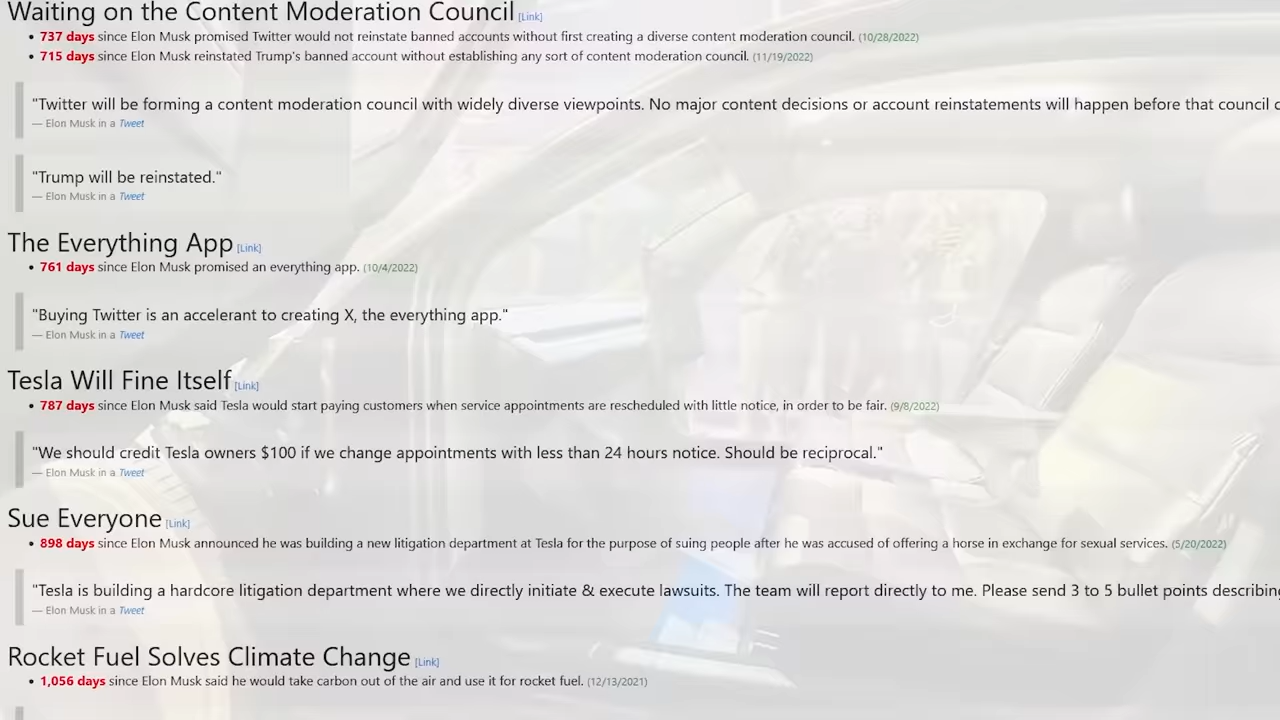 Waiting on the Content Moderation Council [Link]
• 737 days since Elon Musk promised Twitter would not reinstate banned accounts without first creating a diverse content moderation council. (10/28/2022)
• 715 days since Elon Musk reinstated Trump's banned account without establishing any sort of content moderation council. (11/19/2022)
"Twitter will be forming a content moderation council with widely diverse viewpoints. No major content decisions or account reinstatements will happen before that council
— Elon Musk in a Tweet
"Trump will be reinstated."
— Elon Musk in a Tweet
The Everything App [Link]
• 761 days since Elon Musk promised an everything app. (10/4/2022)
"Buying Twitter is an accelerant to creating X, the everything app."
— Elon Musk in a Tweet
Tesla Will Fine Itself [Link]
• 787 days since Elon Musk said Tesla would start paying customers when service appointments are rescheduled with little notice, in order to be fair. (9/8/2022)
"We should credit Tesla owners $100 if we change appointments with less than 24 hours notice. Should be reciprocal."
— Elon Musk in a Tweet
Sue Everyone [Link]
• 898 days since Elon Musk announced he was building a new litigation department at Tesla for the purpose of suing people after he was accused of offering a horse in exchange for sexual services. (5/20/2022)
"Tesla is building a hardcore litigation department where we directly initiate & execute lawsuits. The team will report directly to me. Please send 3 to 5 bullet points describing
— Elon Musk in a Tweet
Rocket Fuel Solves Climate Change [Link]
• 1,056 days since Elon Musk said he would take carbon out of the air and use it for rocket fuel. (12/13/2021)